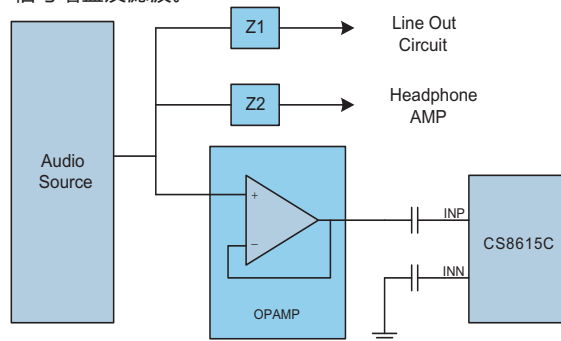 Z1
Line Out
Circuit
Z2
Headphone
AMP
Audio
Source
+
−
OPAMP
INP
INN
CS8615C